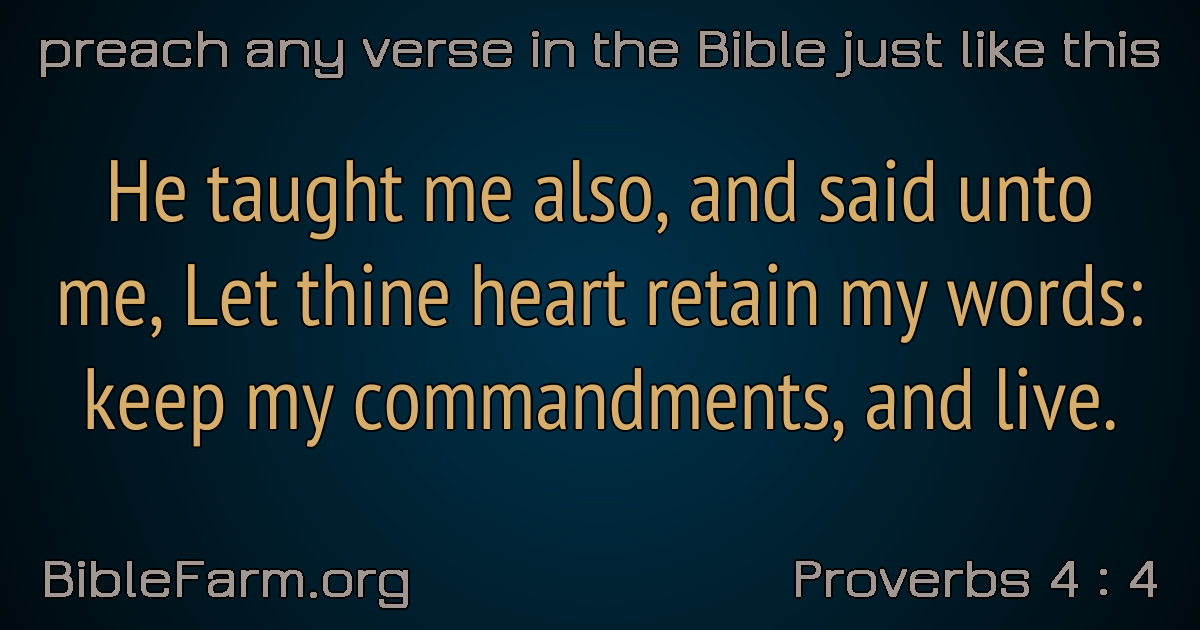 preach any verse in the Bible just like this
He taught me also, and said unto
me, Let thine heart retain my words:
keep my commandments, and live.
BibleFarm.org
Proverbs 4 : 4